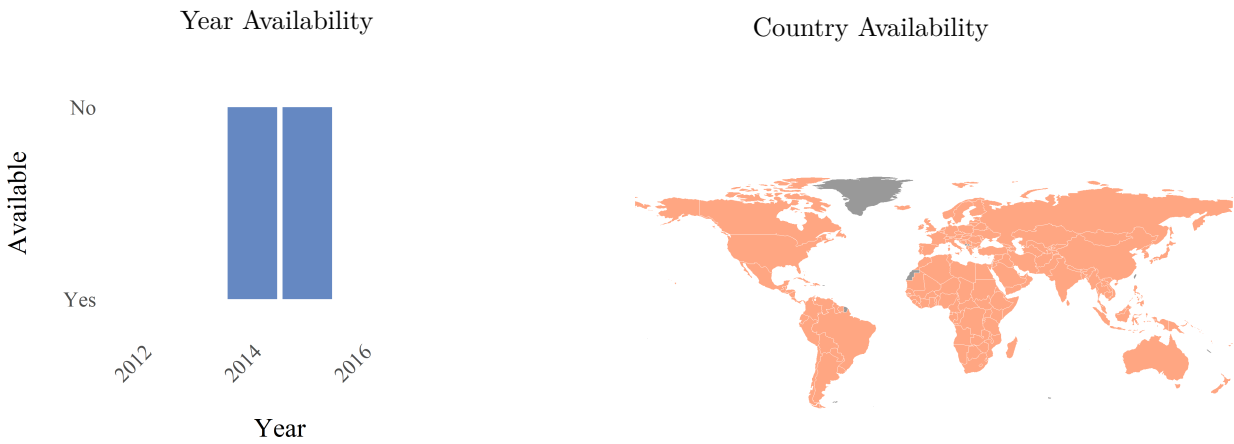 Year Availability
Country Availability
No
Available
Yes
2012
2014
2016
Year